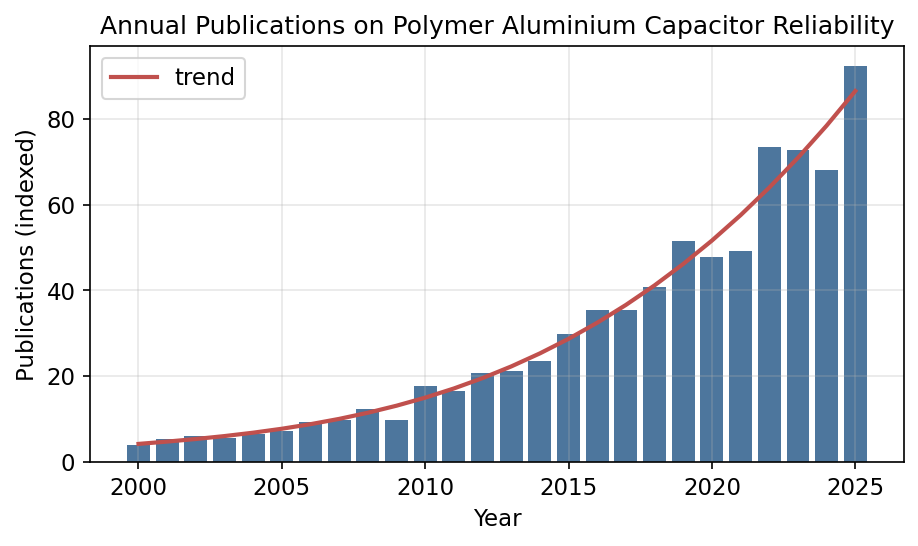 Annual Publications on Polymer Aluminium Capacitor Reliability
trend
Publications (indexed)
80
60
40
20
0
2000 2005 2010 2015 2020 2025
Year